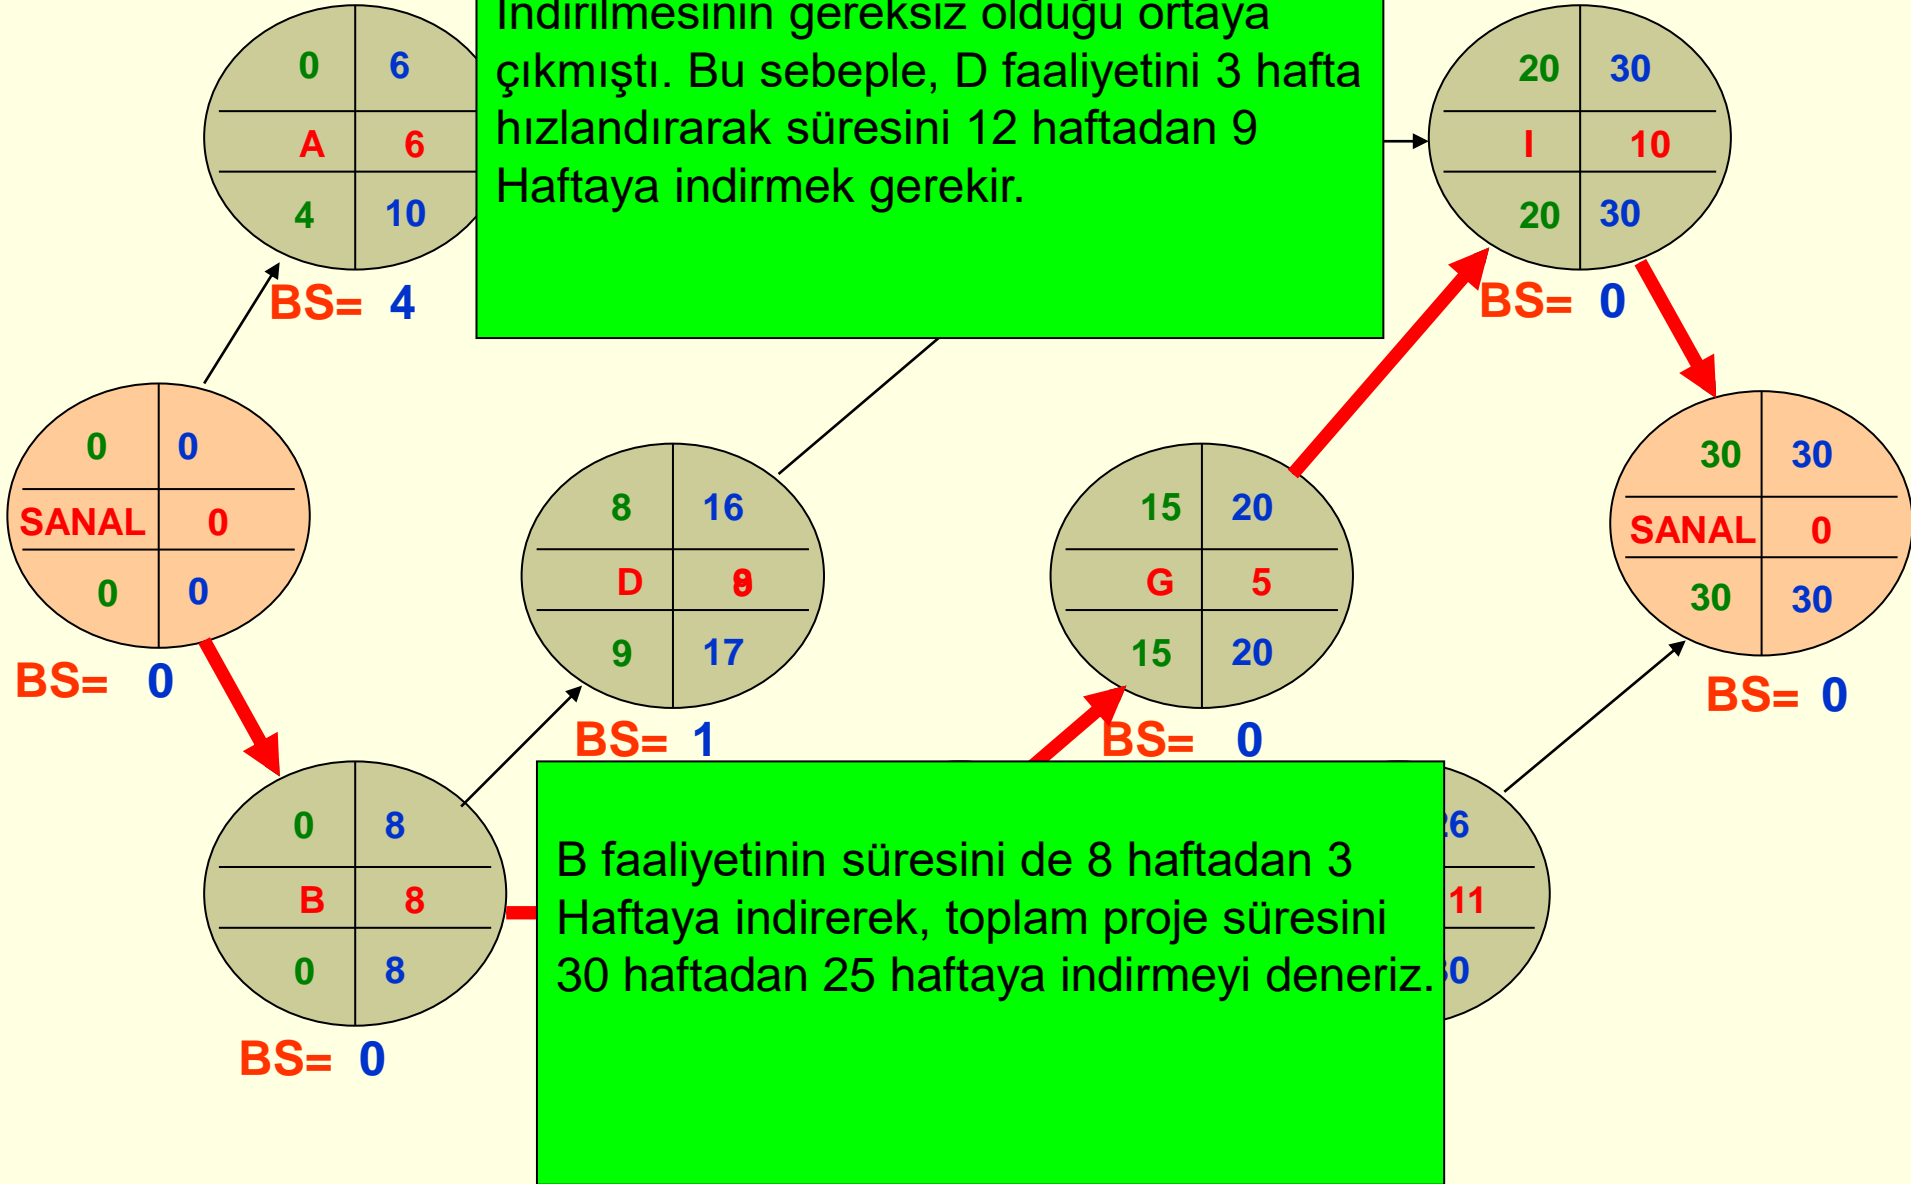 İndirilmesinin gereksiz olduğu ortaya
çıkmıştı. Bu sebeple, D faaliyetini 3 hafta
hızlandırarak süresini 12 haftadan 9
Haftaya indirmek gerekir.
0 6
A 6
4 10
BS= 4
20 30
I 10
20 30
BS= 0
0 0
SANAL 0
0 0
BS= 0
8 16
D
9 17
BS= 1
15 20
G 5
15 20
BS= 0
30 30
SANAL 0
30 30
BS= 0
0 8
B 8
0 8
BS= 0
B faaliyetinin süresini de 8 haftadan 3
Haftaya indirerek, toplam proje süresini
30 haftadan 25 haftaya indirmeyi deneriz.
11